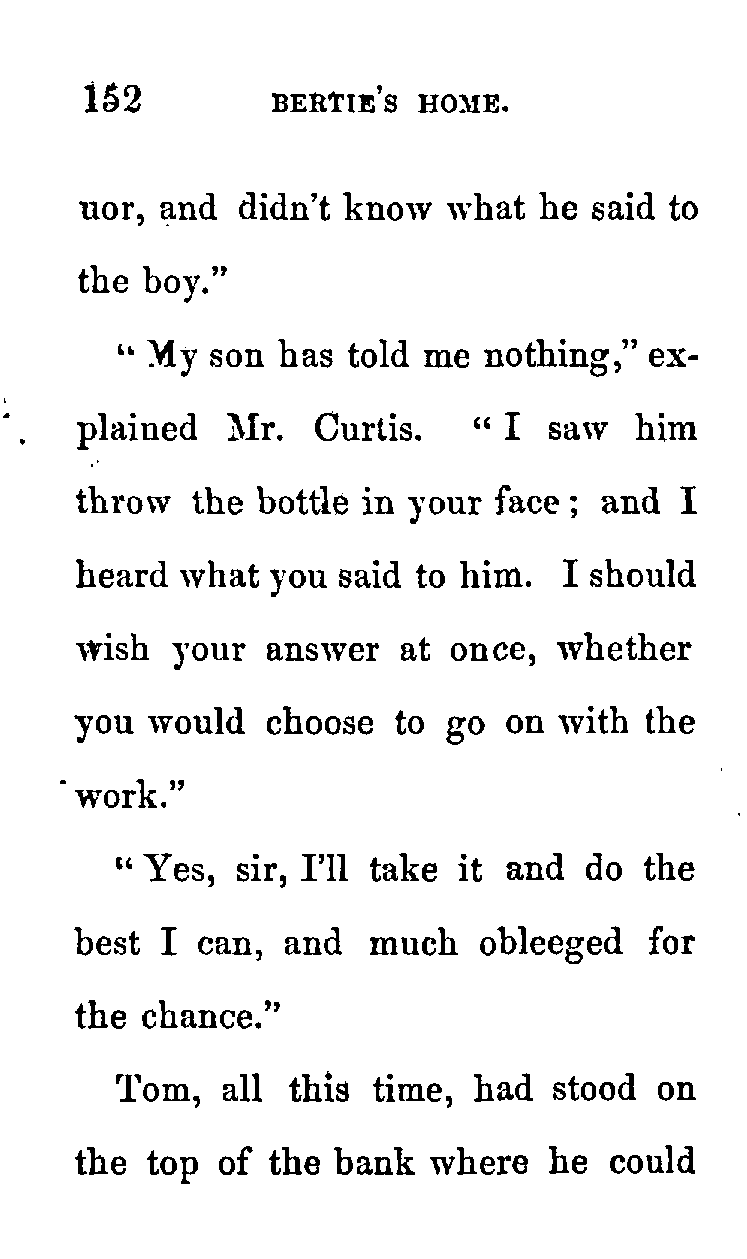 152 BERTIE'S HOME.
uor, and didn't know what he said to
the boy."
"My son has told me nothing," ex-
plained Mr. Curtis. "I saw him
throw the bottle in your face; and I
heard what you said to him. I should
wish your answer at once, whether
you would choose to go on with the
work."
"Yes, sir, I'll take it and do the
best I can, and much obleeged for
the chance."
Tom, all this time, had stood on
the top of the bank where he could